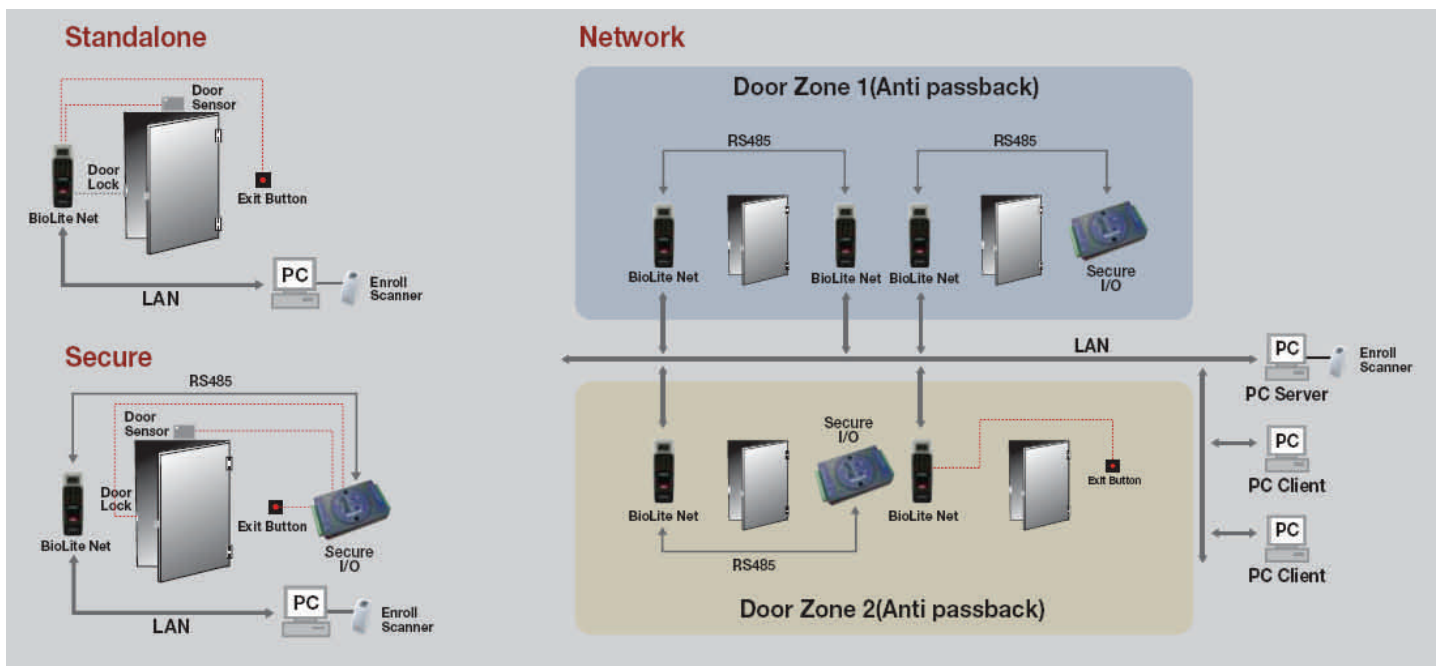 Standalone
Door
Sensor
Door
Lock
Exit Button
BioLite Net
PC
Enroll
Scanner
LAN
Secure
RS485
Door
Sensor
Door
Lock
Exit Button
BioLite Net
Secure
I/O
PC
Enroll
Scanner
LAN
Network
Door Zone 1(Anti passback)
RS485
RS485
BioLite Net
BioLite Net
BioLite Net
Secure
I/O
LAN
PC
Enroll
Scanner
PC Server
PC
PC Client
PC
PC Client
Secure
I/O
BioLite Net
BioLite Net
Exit Button
RS485
Door Zone 2(Anti passback)